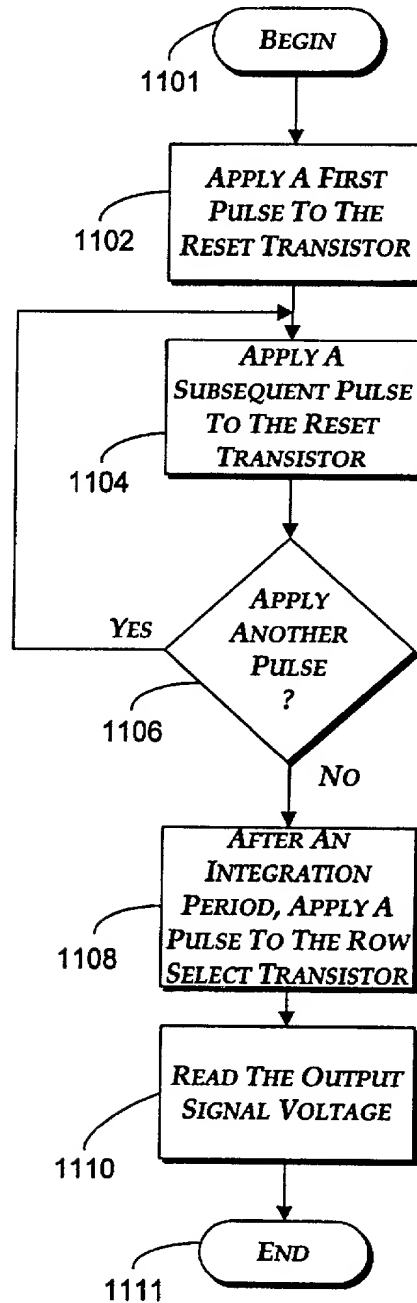 BEGIN
1101
APPLY A FIRST
PULSE TO THE
RESET TRANSISTOR
1102
APPLY A
SUBSEQUENT PULSE
TO THE RESET
TRANSISTOR
1104
YES
APPLY
ANOTHER
PULSE
?
1106
NO
AFTER AN
INTEGRATION
PERIOD, APPLY A
PULSE TO THE ROW
SELECT TRANSISTOR
1108
READ THE OUTPUT
SIGNAL VOLTAGE
1110
END
1111